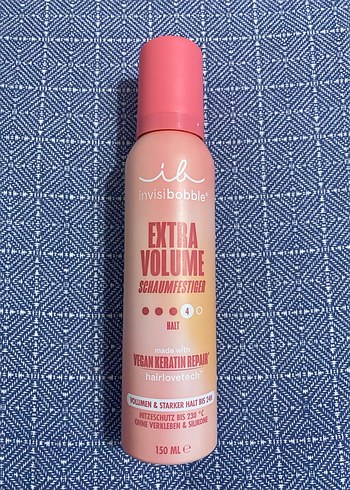 ib
invisibobble®
EXTRA
VOLUME
SCHAUMFESTIGER
4
HALT
made with
VEGAN KERATIN REPAIR*
hairlovetech™
VOLUMEN & STARKER HALT BIS 24H
HITZESCHUTZ BIS 230 °C
OHNE VERKLEBEN & SILIKONE
150 ML ℮